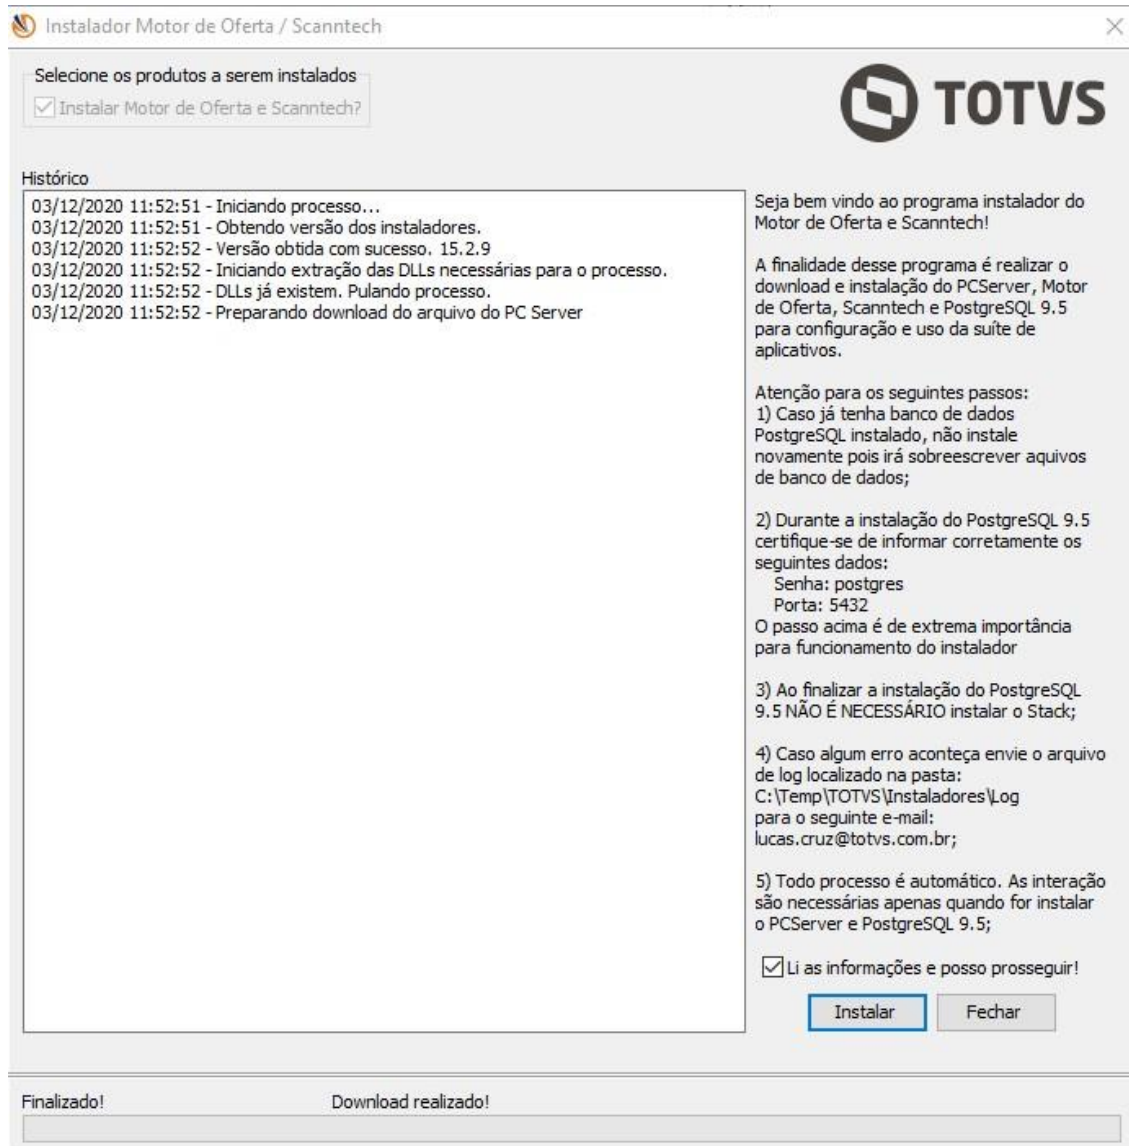 Instalador Motor de Oferta / Scanntech
Selecione os produtos a serem instalados
Instalar Motor de Oferta e Scanntech?
TOTVS
Histórico
03/12/2020 11:52:51 - Iniciando processo...
03/12/2020 11:52:51 - Obtendo versão dos instaladores.
03/12/2020 11:52:52 - Versão obtida com sucesso. 15.2.9
03/12/2020 11:52:52 - Iniciando extração das DLLs necessárias para o processo.
03/12/2020 11:52:52 - DLLs já existem. Pulando processo.
03/12/2020 11:52:52 - Preparando download do arquivo do PC Server
Seja bem vindo ao programa instalador do
Motor de Oferta e Scanntech!
A finalidade desse programa é realizar o
download e instalação do PCServer, Motor
de Oferta, Scanntech e PostgreSQL 9.5
para configuração e uso da suíte de
aplicativos.
Atenção para os seguintes passos:
1) Caso já tenha banco de dados
PostgreSQL instalado, não instale
novamente pois irá sobreescrever aquivos
de banco de dados;
2) Durante a instalação do PostgreSQL 9.5
certifique-se de informar corretamente os
seguintes dados:
Senha: postgres
Porta: 5432
O passo acima é de extrema importância
para funcionamento do instalador
3) Ao finalizar a instalação do PostgreSQL
9.5 NÃO É NECESSÁRIO instalar o Stack;
4) Caso algum erro aconteça envie o arquivo
de log localizado na pasta:
C:\Temp\TOTVS\Instaladores\Log
para o seguinte e-mail:
lucas.cruz@totvs.com.br;
5) Todo processo é automático. As interação
são necessárias apenas quando for instalar
o PCServer e PostgreSQL 9.5;
Li as informações e posso prosseguir!
Instalar
Fechar
Finalizado!
Download realizado!